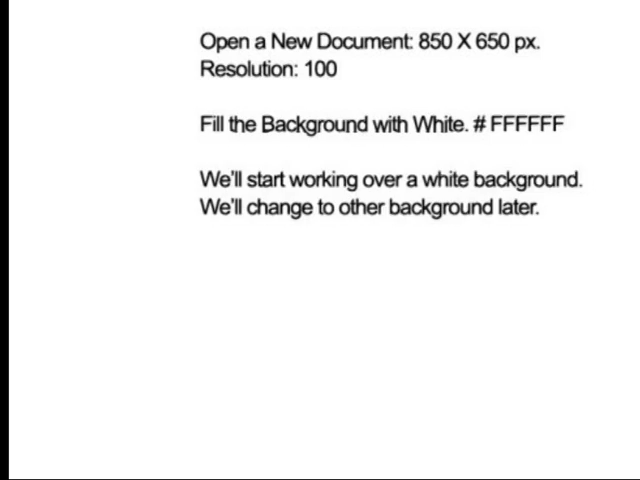 Open a New Document: 850 X 650 px.
Resolution: 100
Fill the Background with White. # FFFFFF
We'll start working over a white background.
We'll change to other background later.